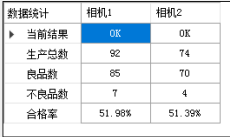 数据统计 相机1 相机2
当前结果 OK OK
生产总数 92 74
良品数 85 70
不良品数 7 4
合格率 51.98% 51.39%